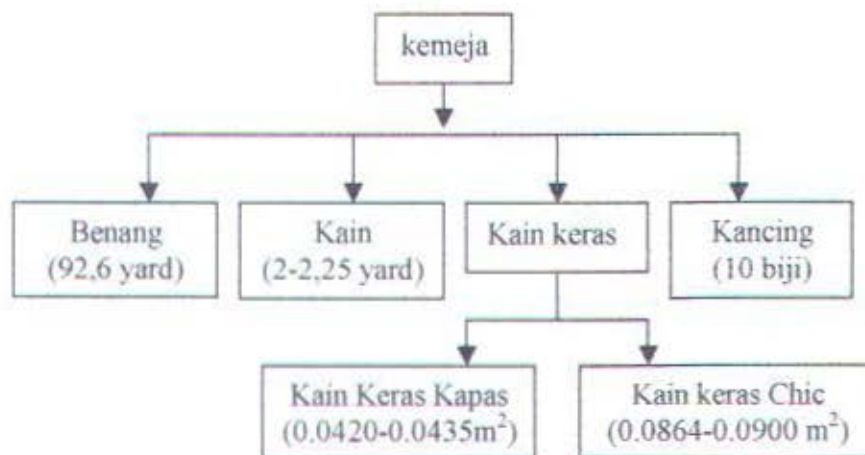 kemeja
Benang
(92,6 yard)
Kain
(2-2,25 yard)
Kain keras
Kancing
(10 biji)
Kain Keras Kapas
(0.0420-0.0435m²)
Kain keras Chic
(0.0864-0.0900 m²)